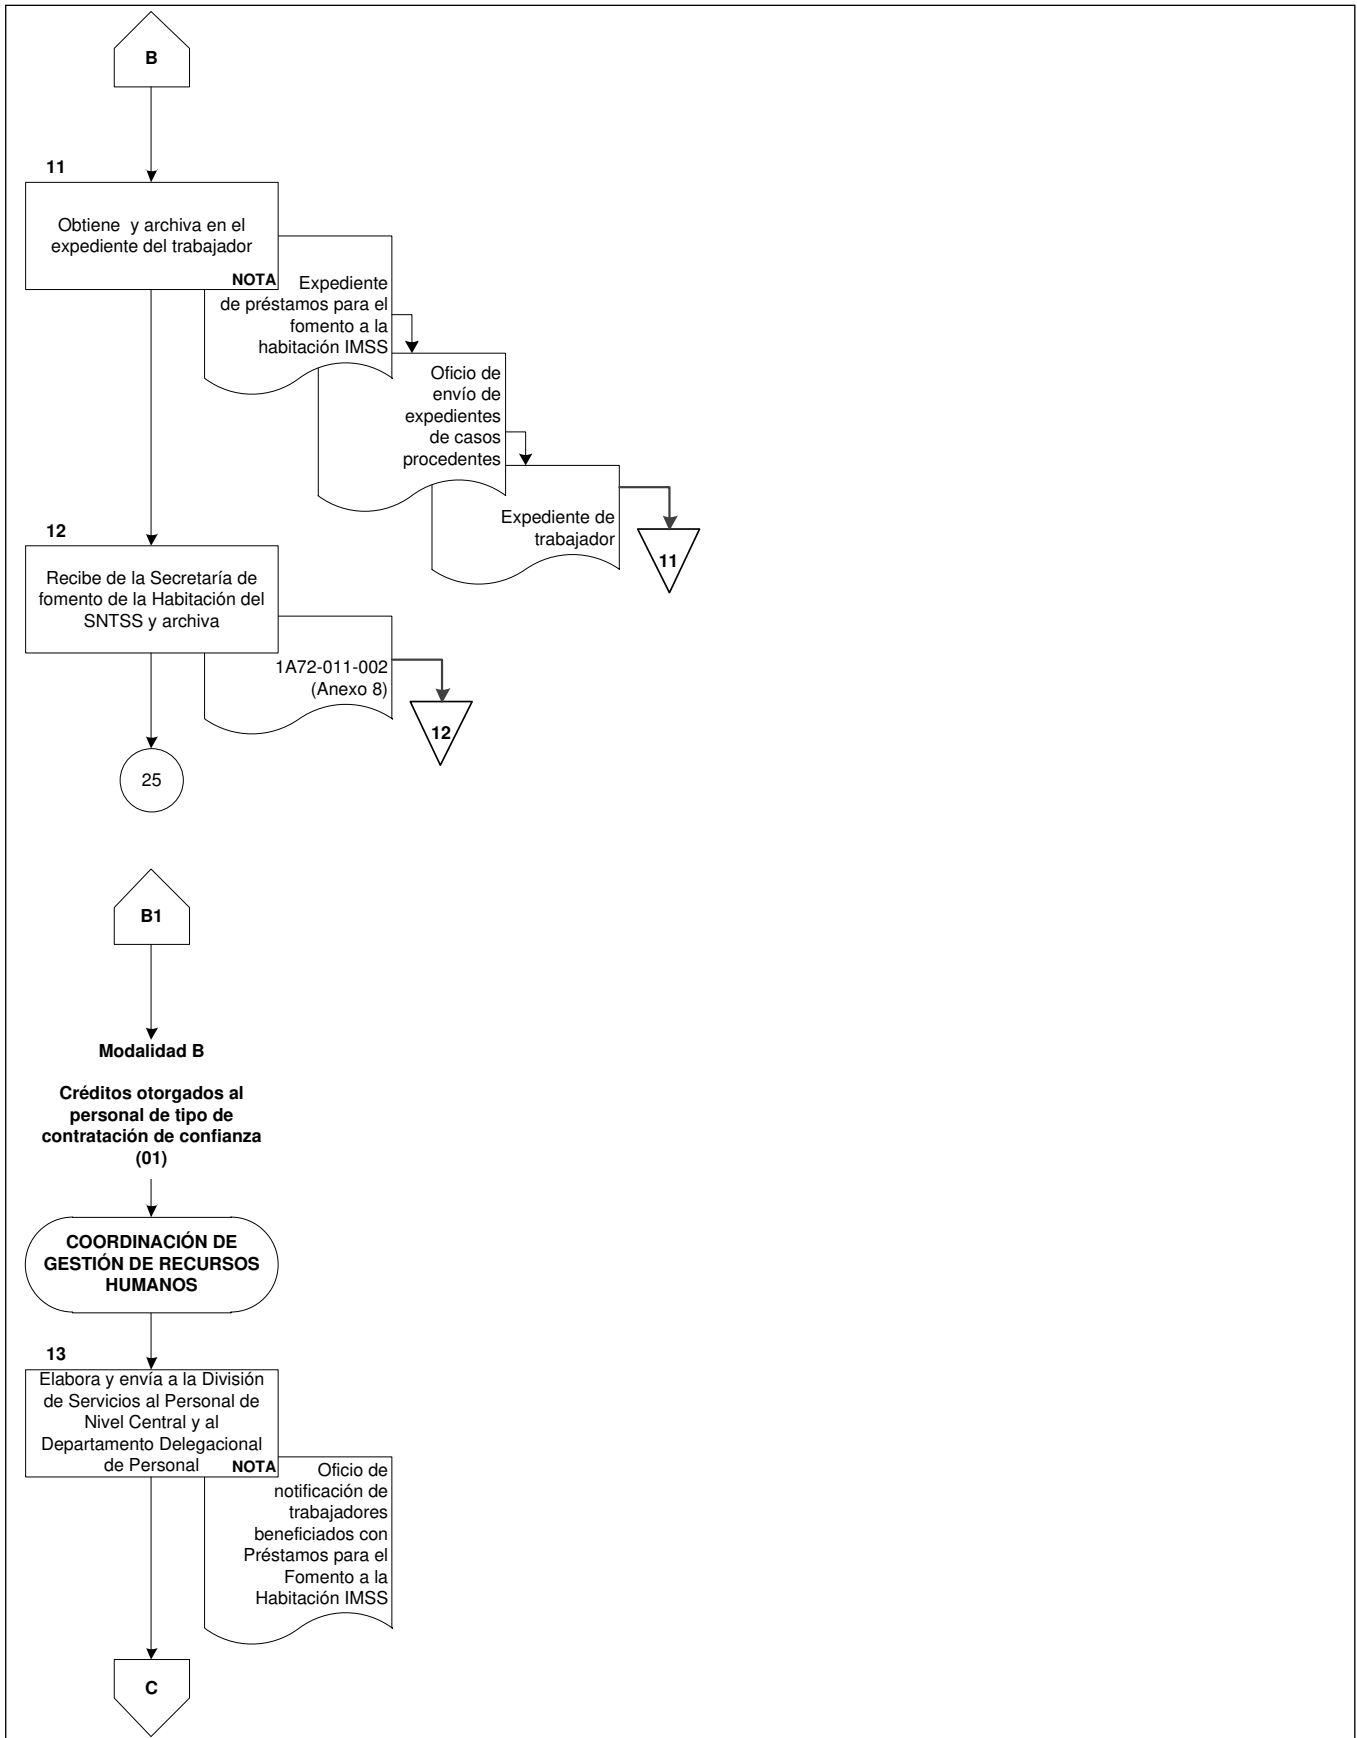 B
11
Obtiene y archiva en el
expediente del trabajador
NOTA
Expediente
de préstamos para el
fomento a la
habitación IMSS
Oficio de
envío de
expedientes
de casos
procedentes
Expediente de
trabajador
11
12
Recibe de la Secretaría de
fomento de la Habitación del
SNTSS y archiva
1A72-011-002
(Anexo 8)
12
25
B1
Modalidad B
Créditos otorgados al
personal de tipo de
contratación de confianza
(01)
COORDINACIÓN DE
GESTIÓN DE RECURSOS
HUMANOS
13
Elabora y envía a la División
de Servicios al Personal de
Nivel Central y al
Departamento Delegacional
de Personal
NOTA
Oficio de
notificación de
trabajadores
beneficiados con
Préstamos para el
Fomento a la
Habitación IMSS
C